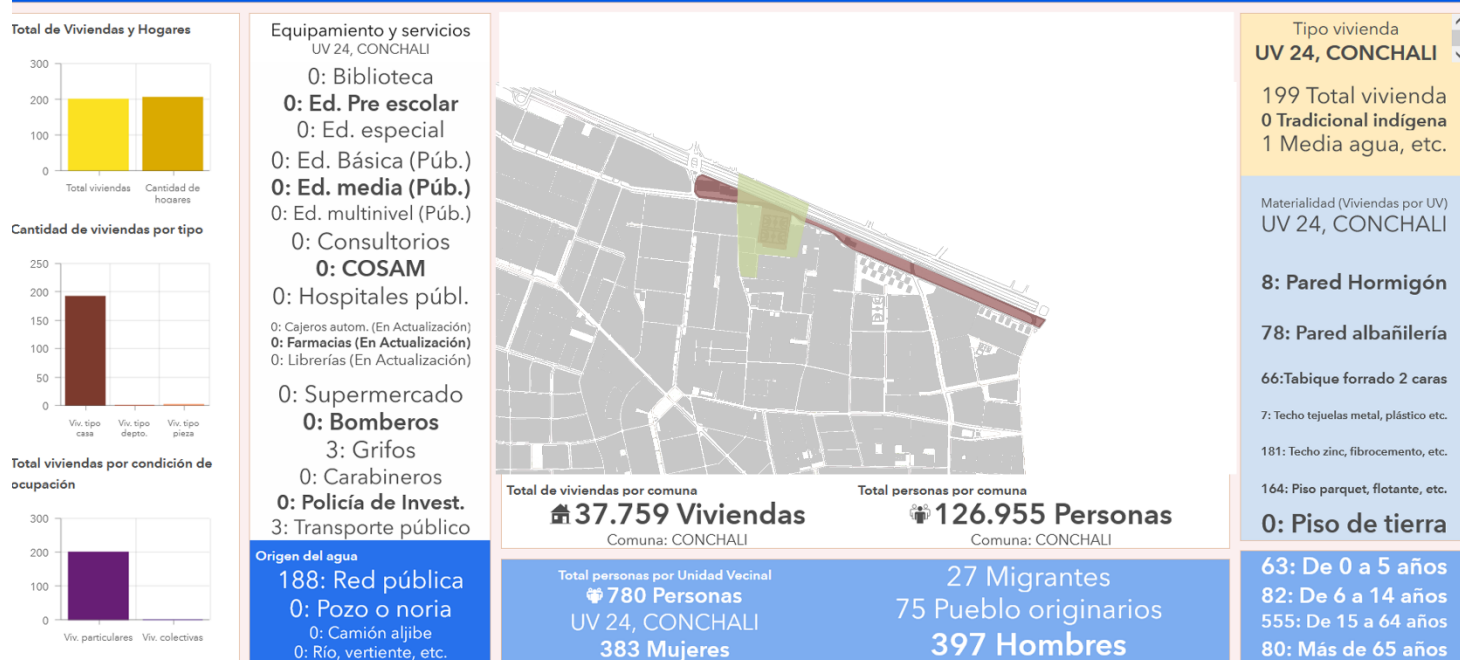 Total de Viviendas y Hogares
300
200
100
0
Total viviendas
Cantidad de
hogares
Cantidad de viviendas por tipo
250
200
150
100
50
0
Viv. tipo
casa
Viv. tipo
depto.
Viv. tipo
pieza
Total viviendas por condición de
ocupación
300
200
100
0
Viv. particulares
Viv. colectivas
Equipamiento y servicios
UV 24, CONCHALI
0: Biblioteca
0: Ed. Pre escolar
0: Ed. especial
0: Ed. Básica (Púb.)
0: Ed. media (Púb.)
0: Ed. multinivel (Púb.)
0: Consultorios
0: COSAM
0: Hospitales públ.
0: Cajeros autom. (En Actualización)
0: Farmacias (En Actualización)
0: Librerías (En Actualización)
0: Supermercado
0: Bomberos
3: Grifos
0: Carabineros
0: Policía de Invest.
3: Transporte público
Origen del agua
188: Red pública
0: Pozo o noria
0: Camión aljibe
0: Río, vertiente, etc.
Total de viviendas por comuna
37.759 Viviendas
Comuna: CONCHALI
Total personas por comuna
126.955 Personas
Comuna: CONCHALI
Total personas por Unidad Vecinal
780 Personas
UV 24, CONCHALI
383 Mujeres
27 Migrantes
75 Pueblo originarios
397 Hombres
Tipo vivienda
UV 24, CONCHALI
199 Total vivienda
0 Tradicional indígena
1 Media agua, etc.
Materialidad (Viviendas por UV)
UV 24, CONCHALI
8: Pared Hormigón
78: Pared albañilería
66:Tabique forrado 2 caras
7: Techo tejuelas metal, plástico etc.
181: Techo zinc, fibrocemento, etc.
164: Piso parquet, flotante, etc.
0: Piso de tierra
63: De 0 a 5 años
82: De 6 a 14 años
555: De 15 a 64 años
80: Más de 65 años